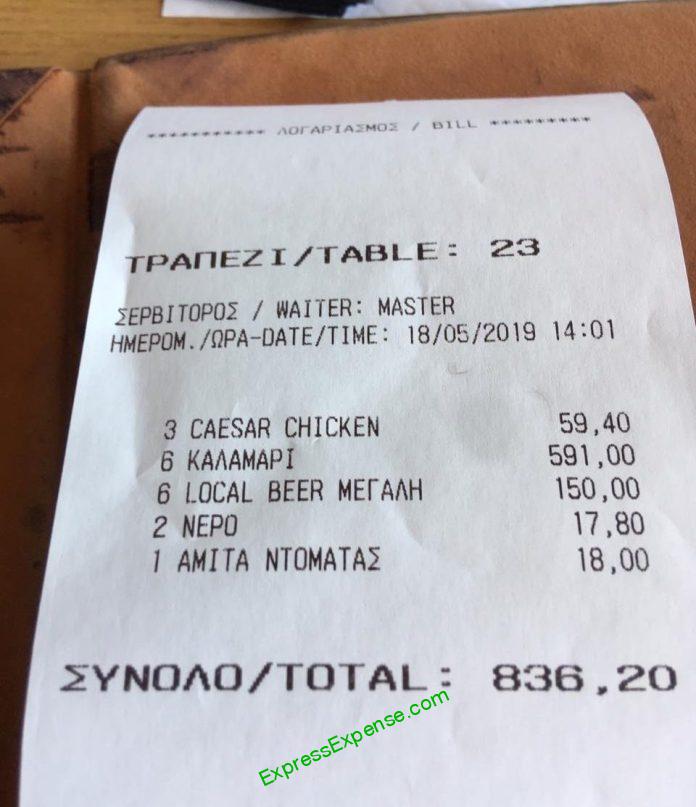 *********** ΛΟΓΑΡΙΑΣΜΟΣ / BILL *********
ΤΡΑΠΕΖΙ/TABLE: 23
ΣΕΡΒΙΤΟΡΟΣ / WAITER: MASTER
ΗΜΕΡΟΜ./ΩΡΑ-DATE/TIME: 18/05/2019 14:01
3 CAESAR CHICKEN 59,40
6 ΚΑΛΑΜΑΡΙ 591,00
6 LOCAL BEER ΜΕΓΑΛΗ 150,00
2 ΝΕΡΟ 17,80
1 ΑΜΙΤΑ ΝΤΟΜΑΤΑΣ 18,00
ΣΥΝΟΛΟ/TOTAL: 836,20
ExpressExpense.com